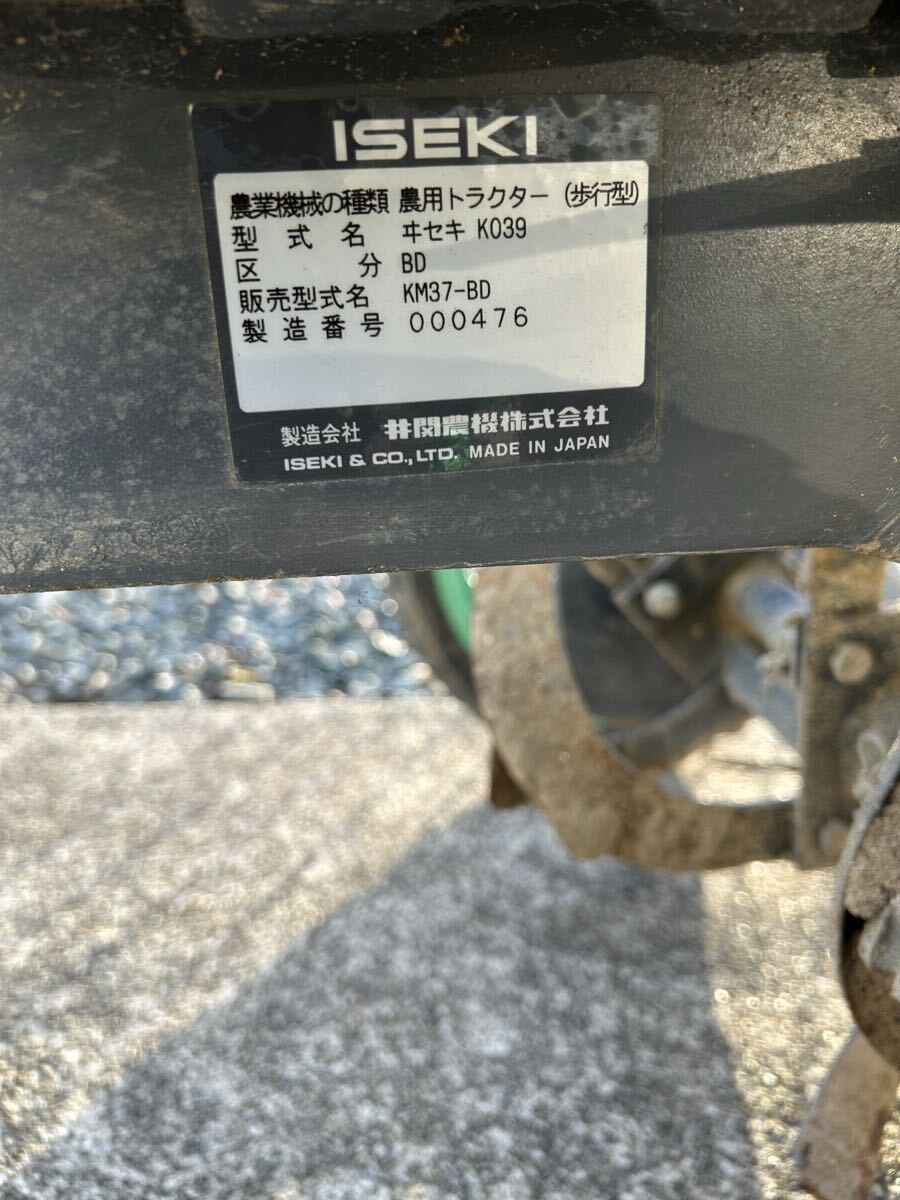 ISEKI
農業機械の種類 農用トラクター (歩行型)
型式名 ヰセキ KO39
区分 BD
販売型式名 KM37-BD
製造番号 000476
製造会社 井関農機株式会社
ISEKI & CO., LTD. MADE IN JAPAN